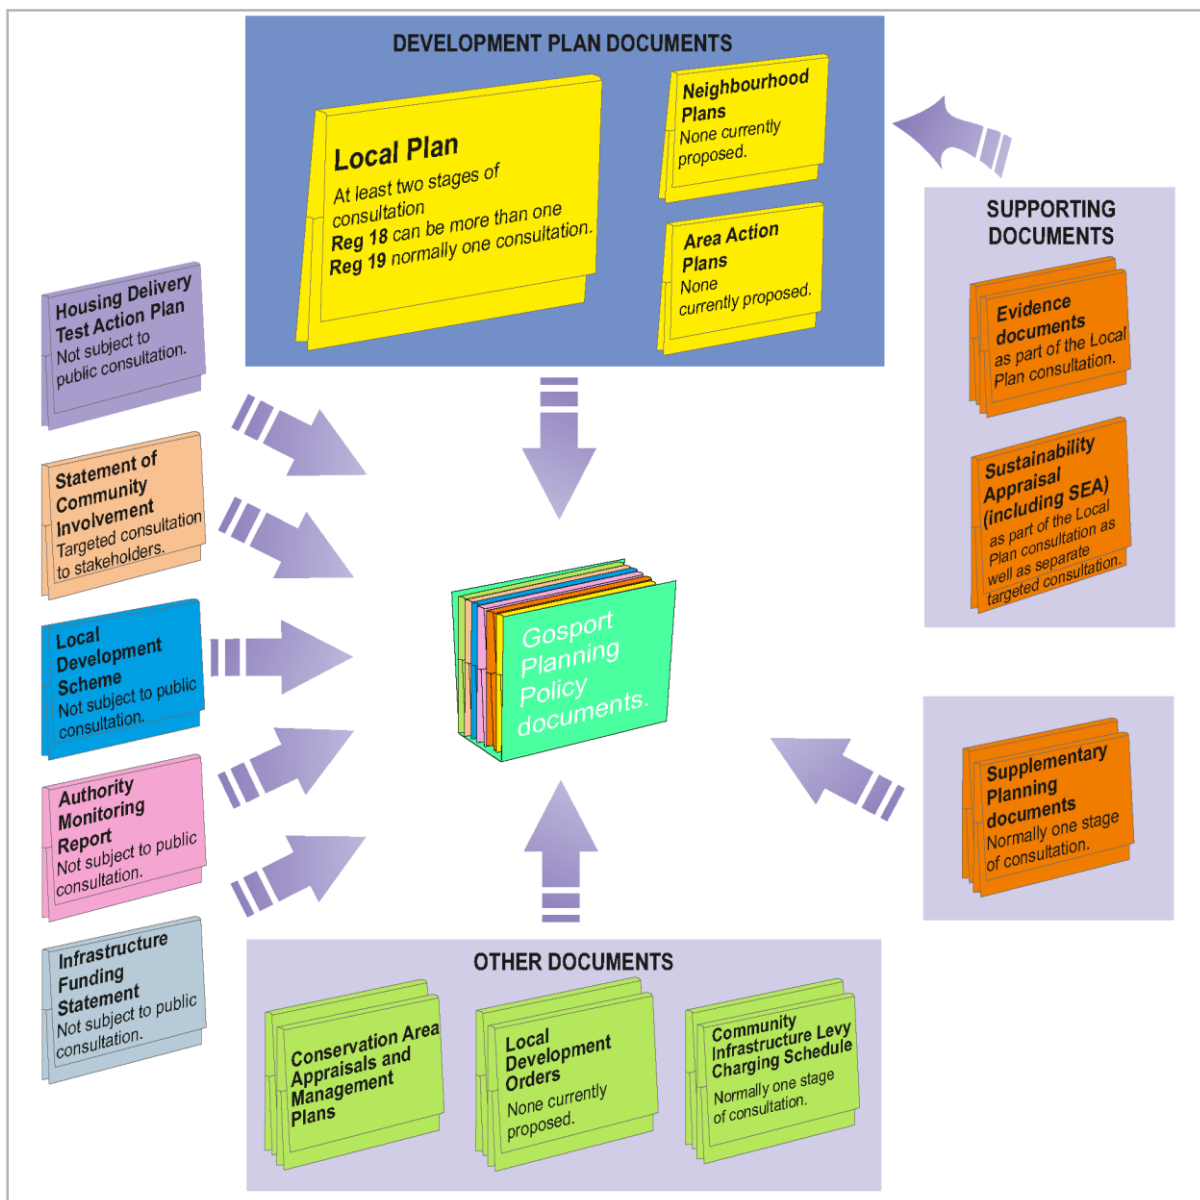 DEVELOPMENT PLAN DOCUMENTS
Local Plan
At least two stages of
consultation
Reg 18 can be more than one
Reg 19 normally one consultation.
Neighbourhood
Plans
None currently
proposed.
Area Action
Plans
None
currently proposed.
SUPPORTING
DOCUMENTS
Evidence
documents
as part of the Local
Plan consultation.
Sustainability
Appraisal
(including SEA)
as part of the Local
Plan consultation as
well as separate
targeted consultation.
Housing Delivery
Test Action Plan
Not subject to
public consultation.
Statement of
Community
Involvement
Targeted consultation
to stakeholders.
Local
Development
Scheme
Not subject to public
consultation.
Authority
Monitoring
Report
Not subject to public
consultation.
Infrastructure
Funding
Statement
Not subject to public
consultation.
Gosport
Planning
Policy
documents.
Supplementary
Planning
documents
Normally one stage
of consultation.
OTHER DOCUMENTS
Conservation Area
Appraisals and
Management
Plans
Local
Development
Orders
None currently
proposed.
Community
Infrastructure Levy
Charging Schedule
Normally one stage
of consultation.